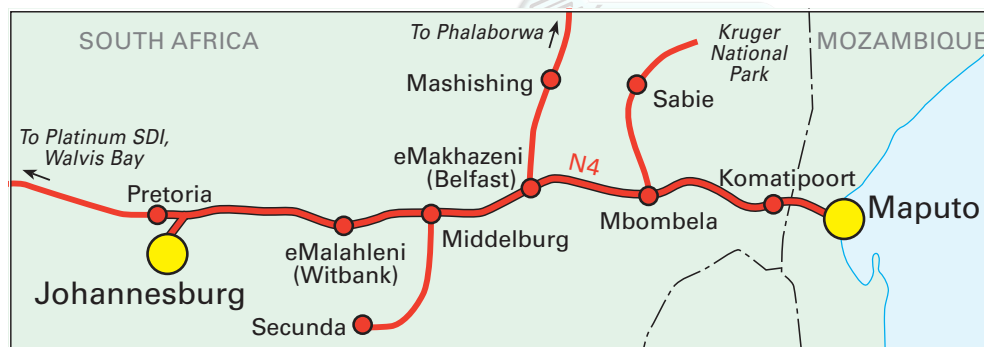 SOUTH AFRICA
To Phalaborwa
Kruger
National
Park
MOZAMBIQUE
Mashishing
Sabie
To Platinum SDI,
Walvis Bay
eMakhazeni
(Belfast)
N4
Komatipoort
Pretoria
Mbombela
Maputo
eMalahleni
(Witbank)
Middelburg
Johannesburg
Secunda